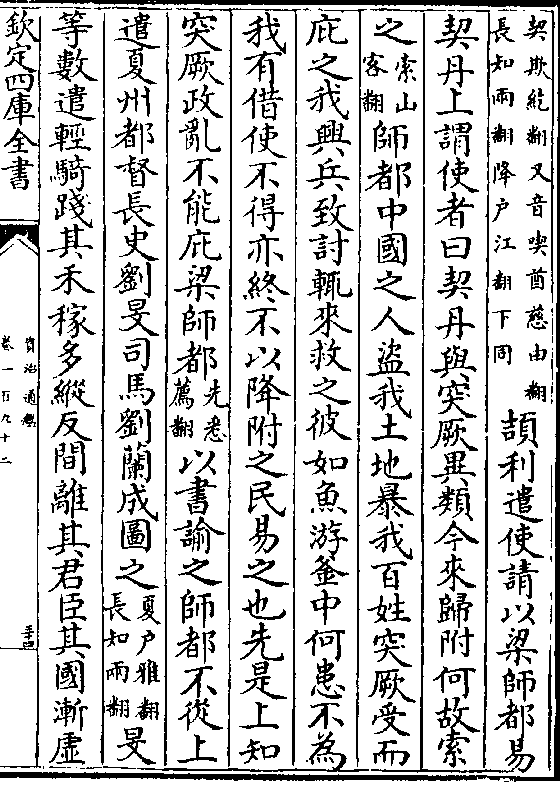 契欺紇翻又音喫酋慈由翻
長知兩翻降户江翻下同
頡利遣使請以梁師都易
契丹上謂使者曰契丹與突厥異類今來歸附何故索
之索山客翻師都中國之人盗我土地暴我百姓突厥受而
庇之我興兵致討輒來救之彼如魚游釜中何患不為
我有借使不得亦終不以降附之民易之也先是上知
突厥政亂不能庇梁師都先悉薦翻以書諭之師都不從上
遣夏州都督長史劉旻司馬劉蘭成圖之夏户雅翻長知兩翻旻
等數遣輕騎踐其禾稼多縱反間離其君臣其國漸虚
欽定四庫全書
資治通鑑
卷一百九十二